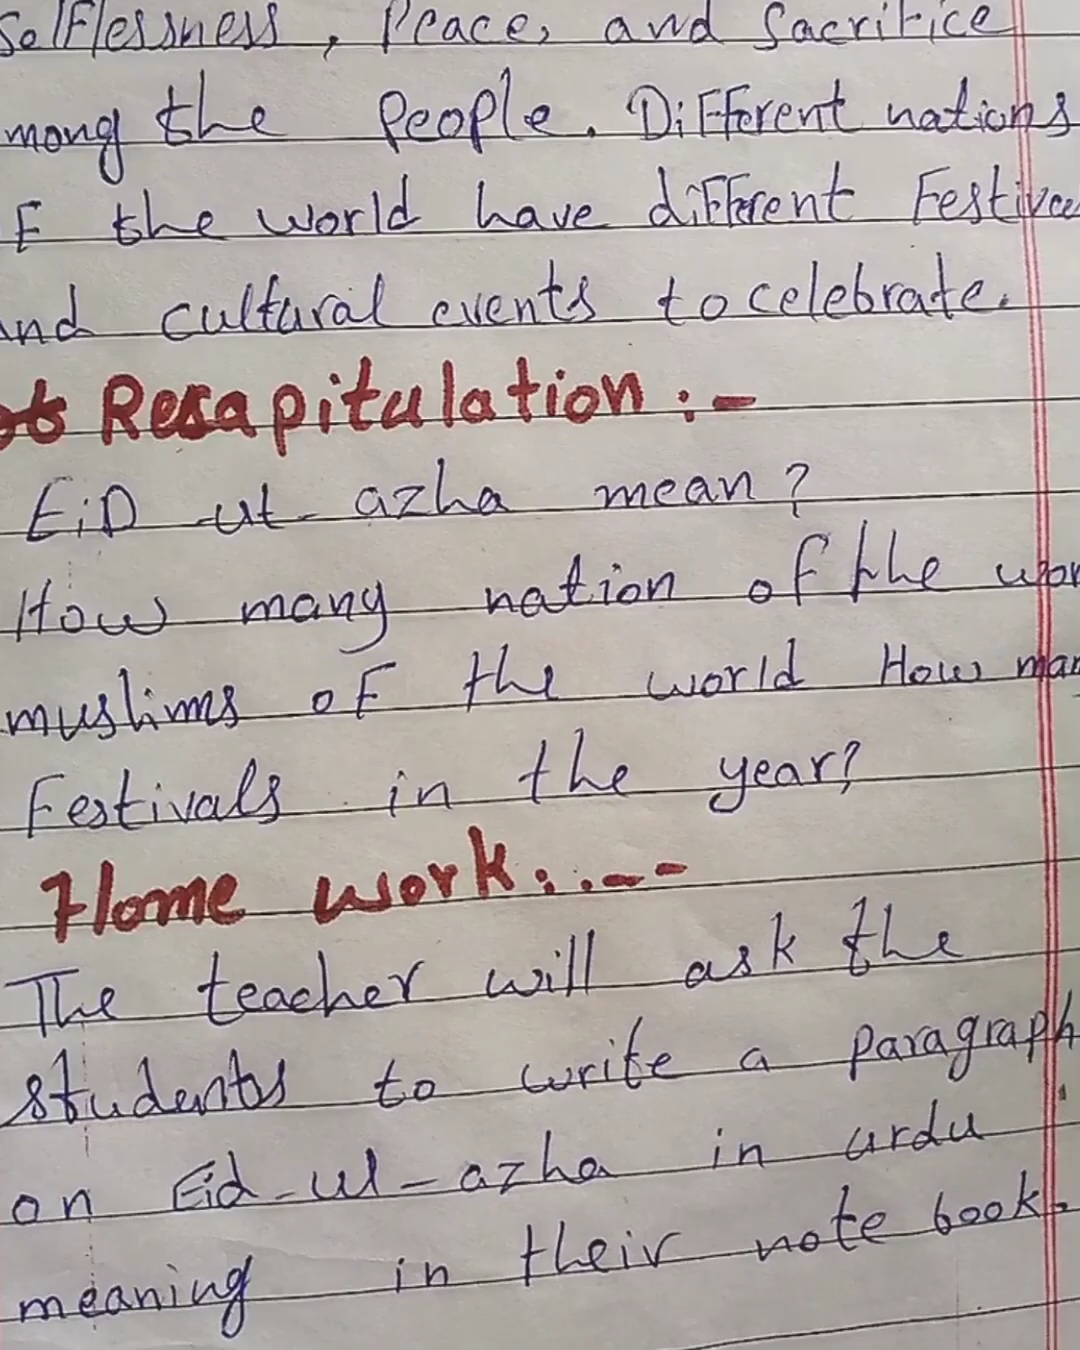 Selflessness, Peace, and Sacrifice
mong the People. Different nations
F the world have different Festiva
and cultural events to celebrate.
Recapitulation :-
EiD ut azha mean?
How many nation of the wor
muslims of the world How man
Festivals in the year?
Home work :..--
The teacher will ask the
students to write a paragraph
on Eid-ul-azha in urdu
meaning in their note book.